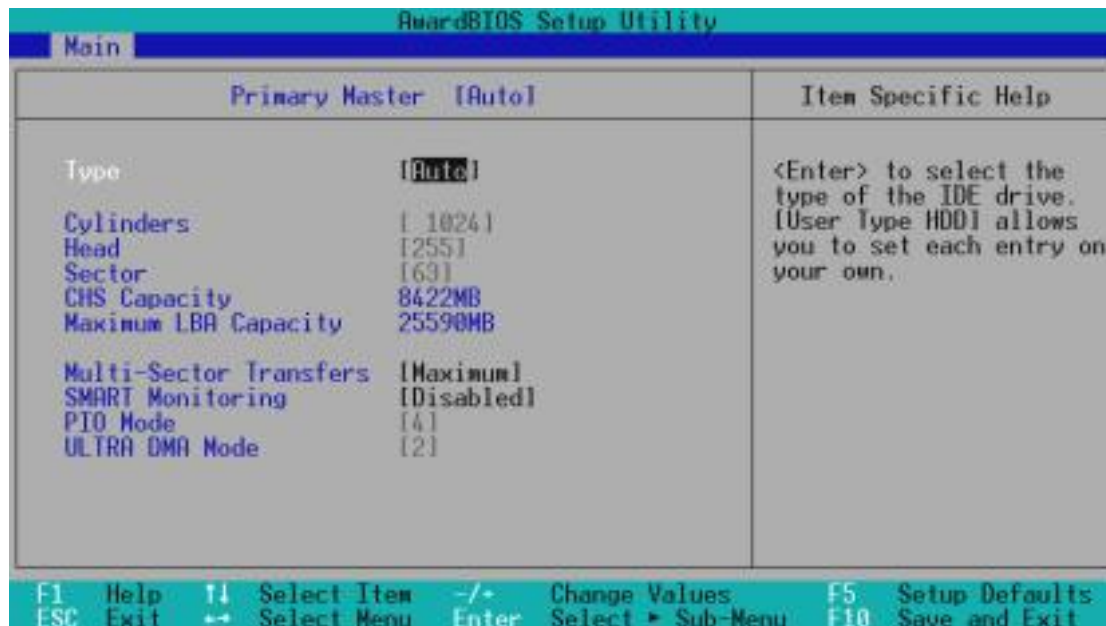 AwardBIOS Setup Utility
Main
Primary Master [Auto]
Item Specific Help
Type [Auto]
Cylinders [ 1024]
Head [255]
Sector [63]
CHS Capacity 8422MB
Maximum LBA Capacity 25590MB
Multi-Sector Transfers [Maximum]
SMART Monitoring [Disabled]
PIO Mode [4]
ULTRA DMA Mode [2]
<Enter> to select the
type of the IDE drive.
[User Type HDD] allows
you to set each entry on
your own.
F1 Help ↑↓ Select Item -/+ Change Values F5 Setup Defaults
ESC Exit ←→ Select Menu Enter Select ► Sub-Menu F10 Save and Exit